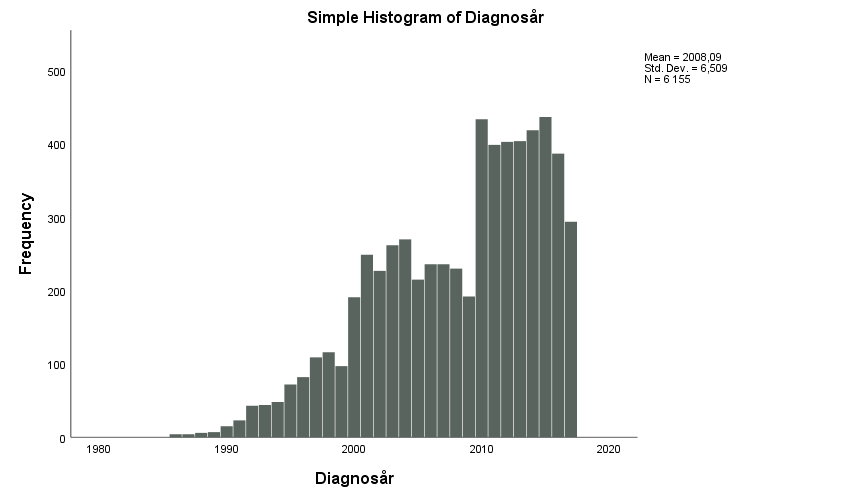 Simple Histogram of Diagnosår
Mean = 2008,09
Std. Dev. = 6,509
N = 6 155
500
400
300
200
100
0
Frequency
1980 1990 2000 2010 2020
Diagnosår